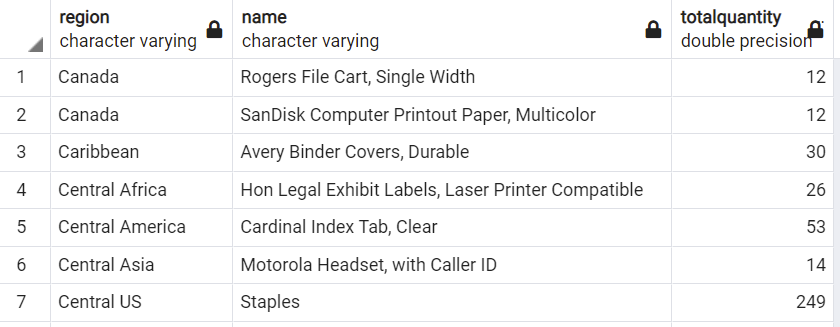 region name totalquantity
character varying character varying double precision
1 Canada Rogers File Cart, Single Width 12
2 Canada SanDisk Computer Printout Paper, Multicolor 12
3 Caribbean Avery Binder Covers, Durable 30
4 Central Africa Hon Legal Exhibit Labels, Laser Printer Compatible 26
5 Central America Cardinal Index Tab, Clear 53
6 Central Asia Motorola Headset, with Caller ID 14
7 Central US Staples 249